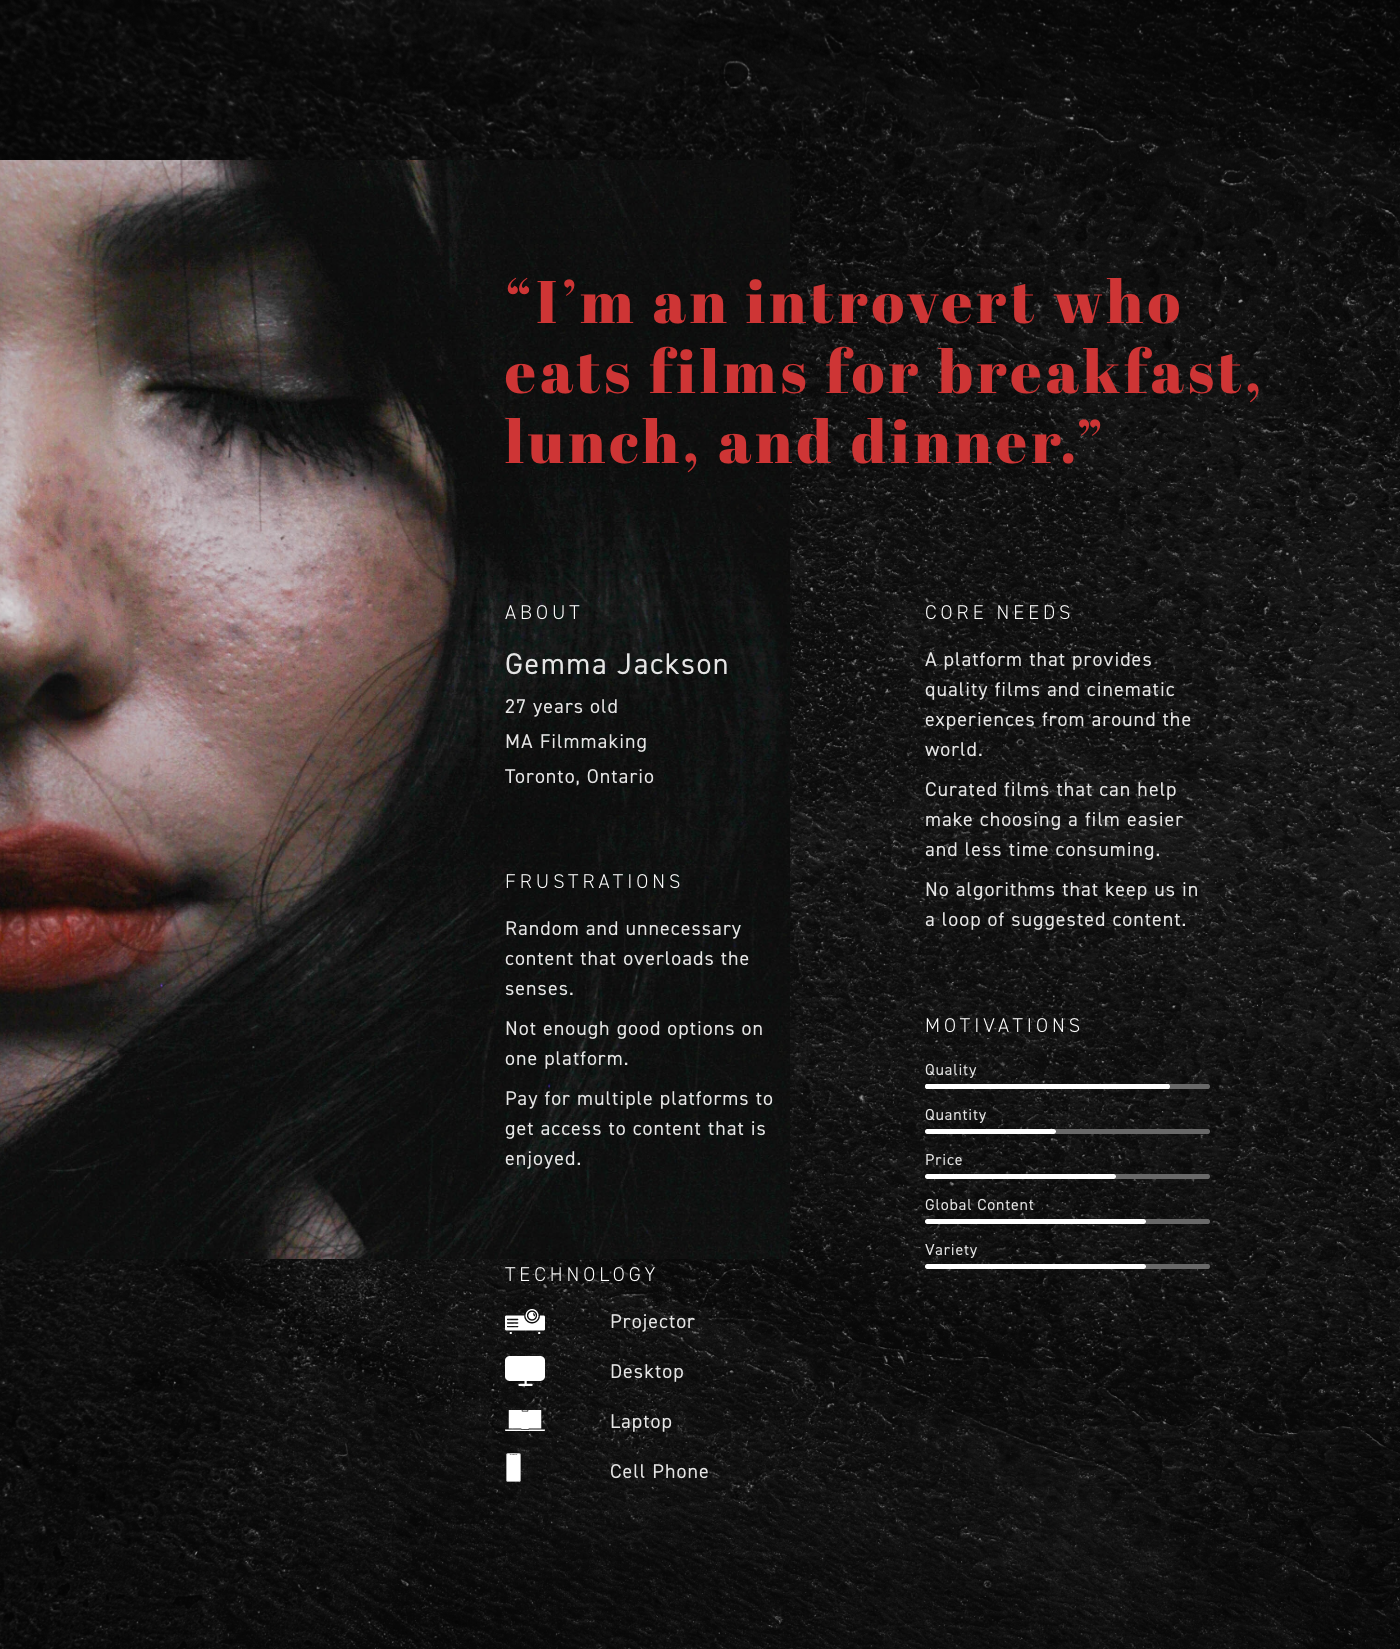 “I’m an introvert who
eats films for breakfast,
lunch, and dinner.”
ABOUT
Gemma Jackson
27 years old
MA Filmmaking
Toronto, Ontario
FRUSTRATIONS
Random and unnecessary
content that overloads the
senses.
Not enough good options on
one platform.
Pay for multiple platforms to
get access to content that is
enjoyed.
TECHNOLOGY
Projector
Desktop
Laptop
Cell Phone
CORE NEEDS
A platform that provides
quality films and cinematic
experiences from around the
world.
Curated films that can help
make choosing a film easier
and less time consuming.
No algorithms that keep us in
a loop of suggested content.
MOTIVATIONS
Quality
Quantity
Price
Global Content
Variety